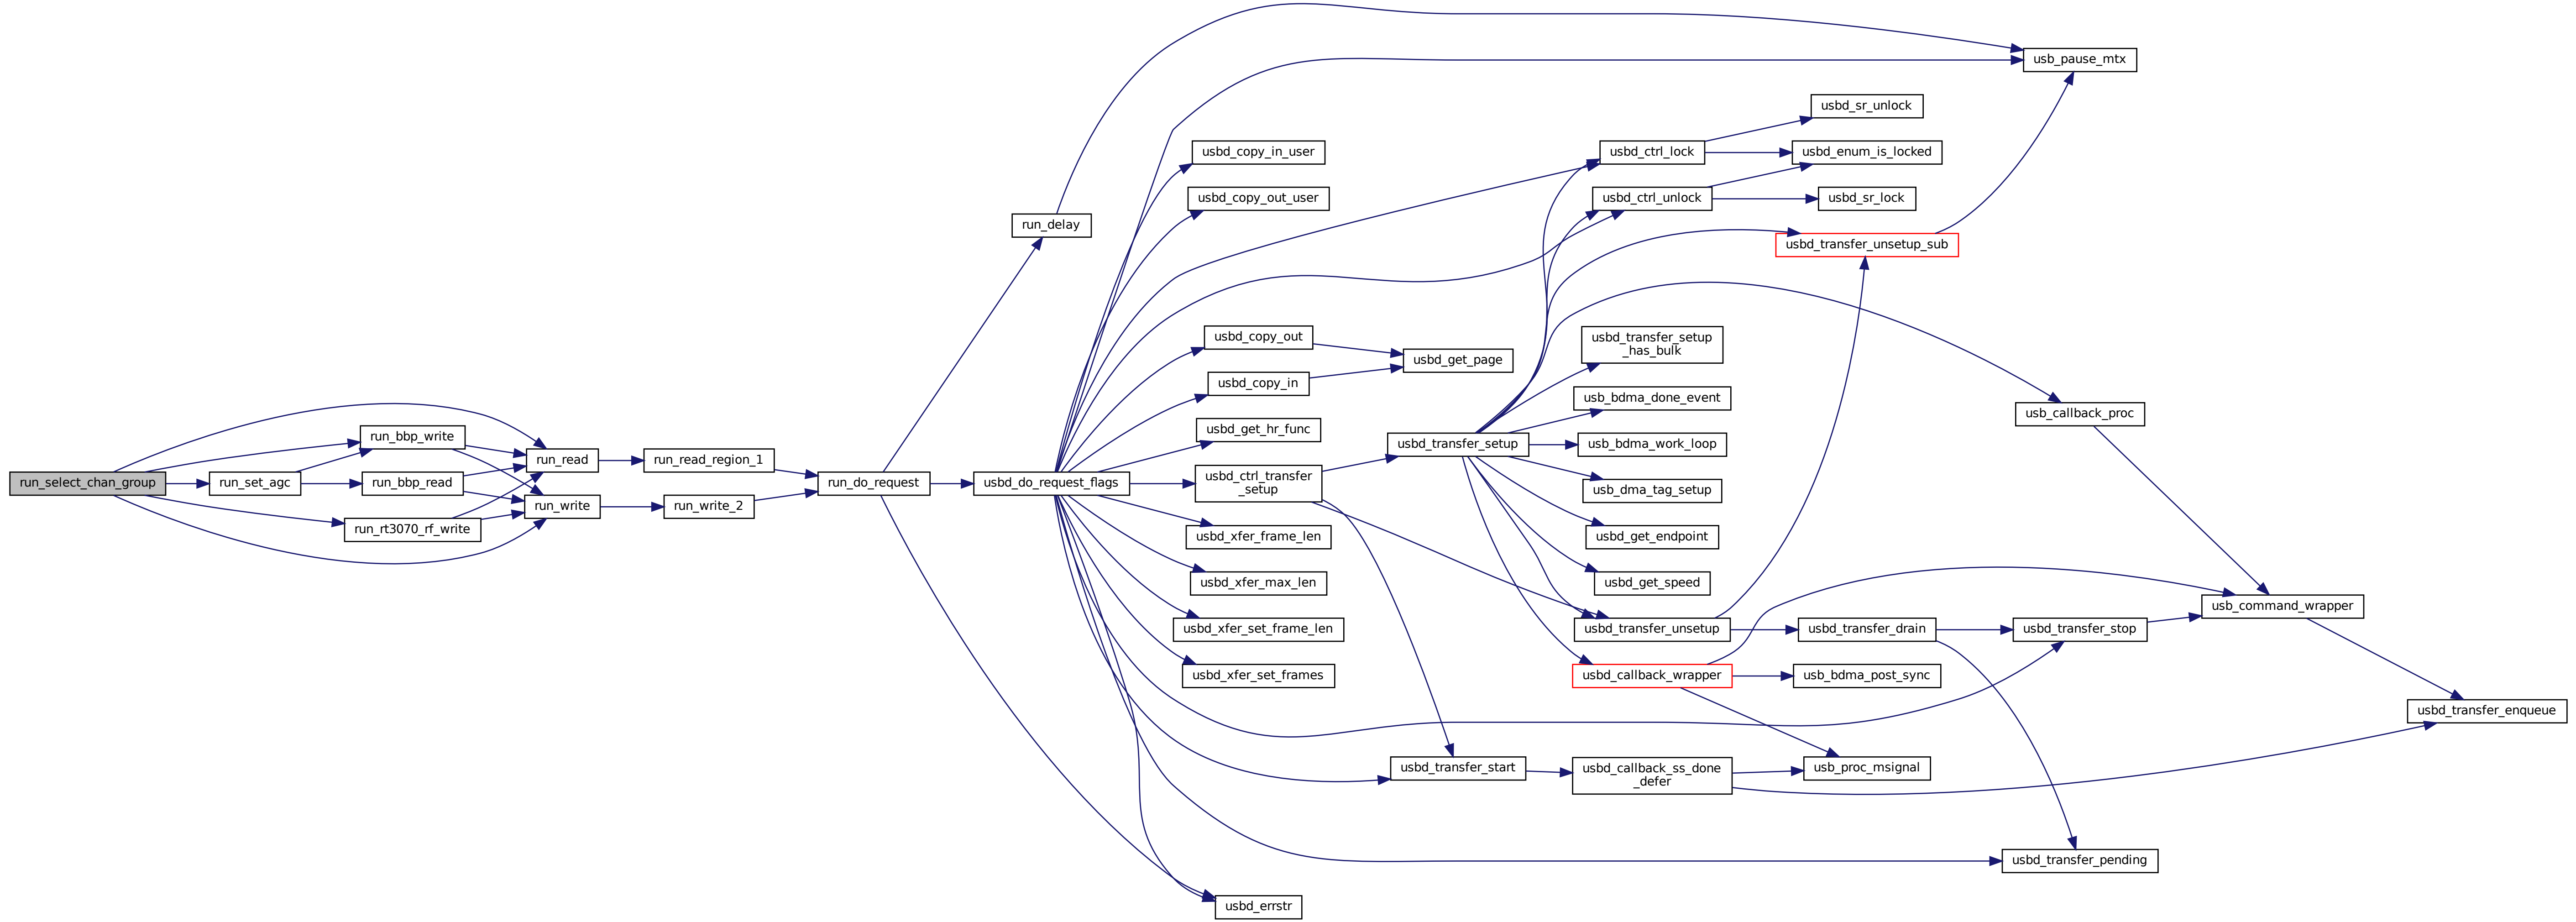 run_select_chan_group
run_set_agc
run_bbp_write
run_bbp_read
run_rt3070_rf_write
run_read
run_write
run_read_region_1
run_write_2
run_do_request
run_delay
usbd_do_request_flags
usbd_copy_in_user
usbd_copy_out_user
usbd_copy_out
usbd_copy_in
usbd_get_hr_func
usbd_ctrl_transfer
_setup
usbd_xfer_frame_len
usbd_xfer_max_len
usbd_xfer_set_frame_len
usbd_xfer_set_frames
usbd_errstr
usbd_get_page
usbd_transfer_setup
usbd_transfer_start
usbd_ctrl_lock
usbd_ctrl_unlock
usbd_transfer_setup
_has_bulk
usb_bdma_done_event
usb_bdma_work_loop
usb_dma_tag_setup
usbd_get_endpoint
usbd_get_speed
usbd_transfer_unsetup
usbd_callback_wrapper
usbd_callback_ss_done
_defer
usbd_sr_unlock
usbd_enum_is_locked
usbd_sr_lock
usbd_transfer_unsetup_sub
usbd_transfer_drain
usb_bdma_post_sync
usb_proc_msignal
usb_pause_mtx
usb_callback_proc
usbd_transfer_stop
usbd_transfer_pending
usb_command_wrapper
usbd_transfer_enqueue